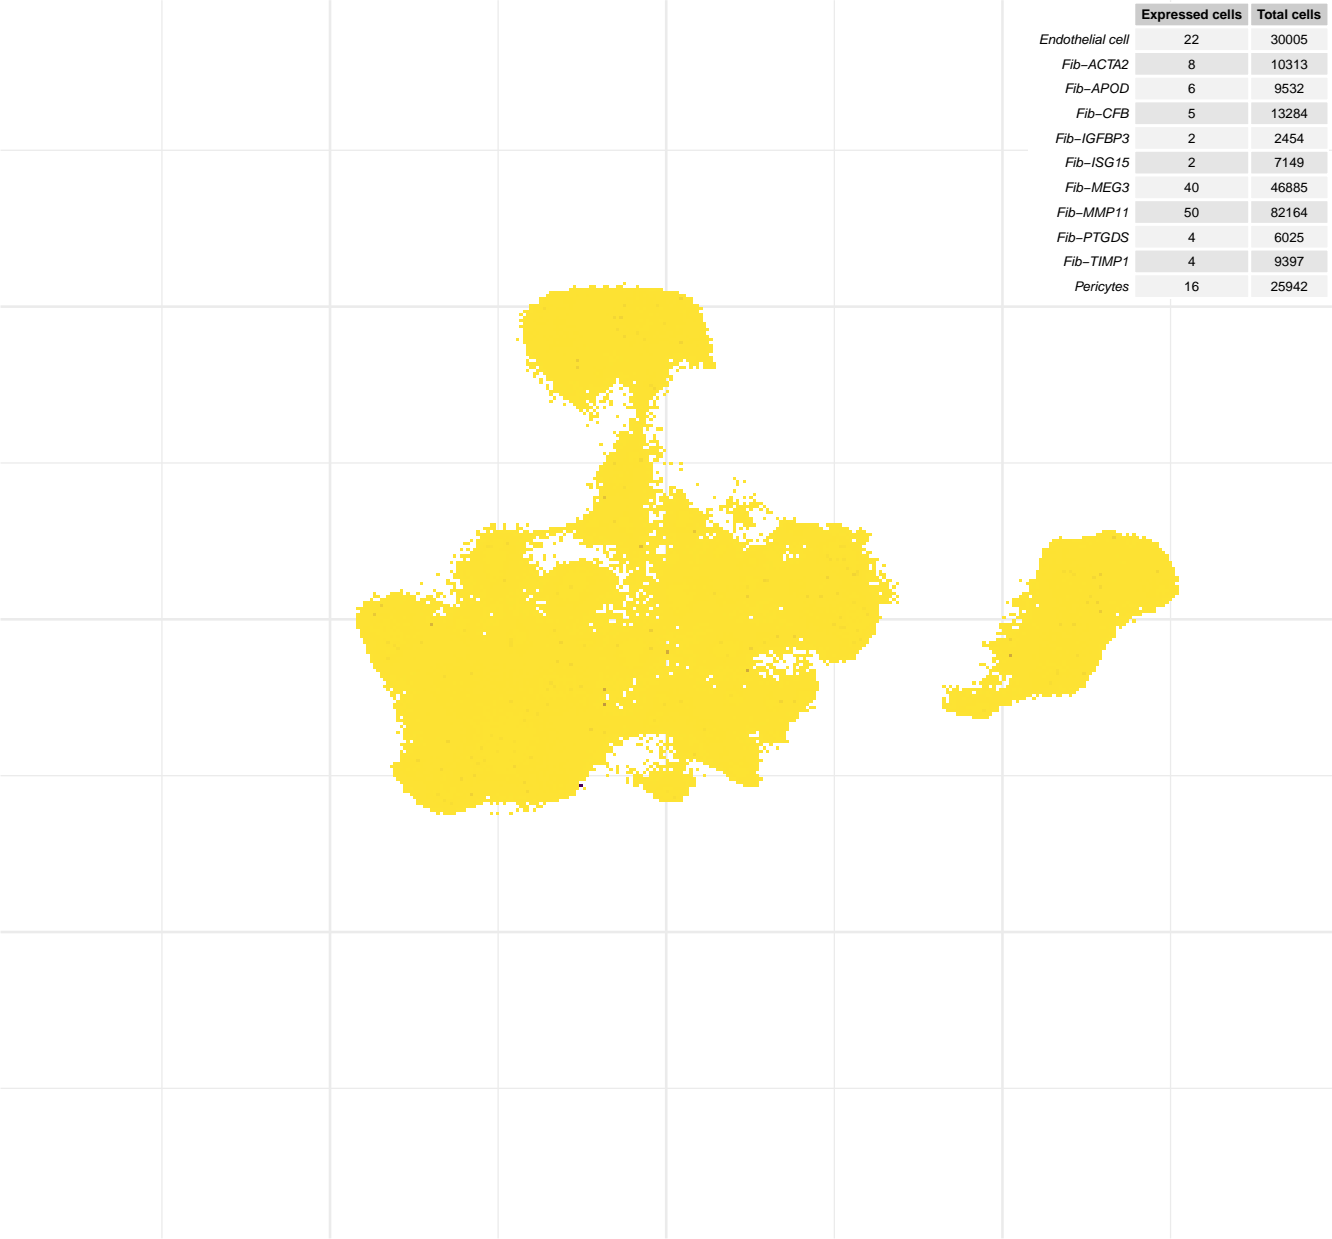 Expressed cells Total cells
Endothelial cell 22 30005
Fib−ACTA2 8 10313
Fib−APOD 6 9532
Fib−CFB 5 13284
Fib−IGFBP3 2 2454
Fib−ISG15 2 7149
Fib−MEG3 40 46885
Fib−MMP11 50 82164
Fib−PTGDS 4 6025
Fib−TIMP1 4 9397
Pericytes 16 25942